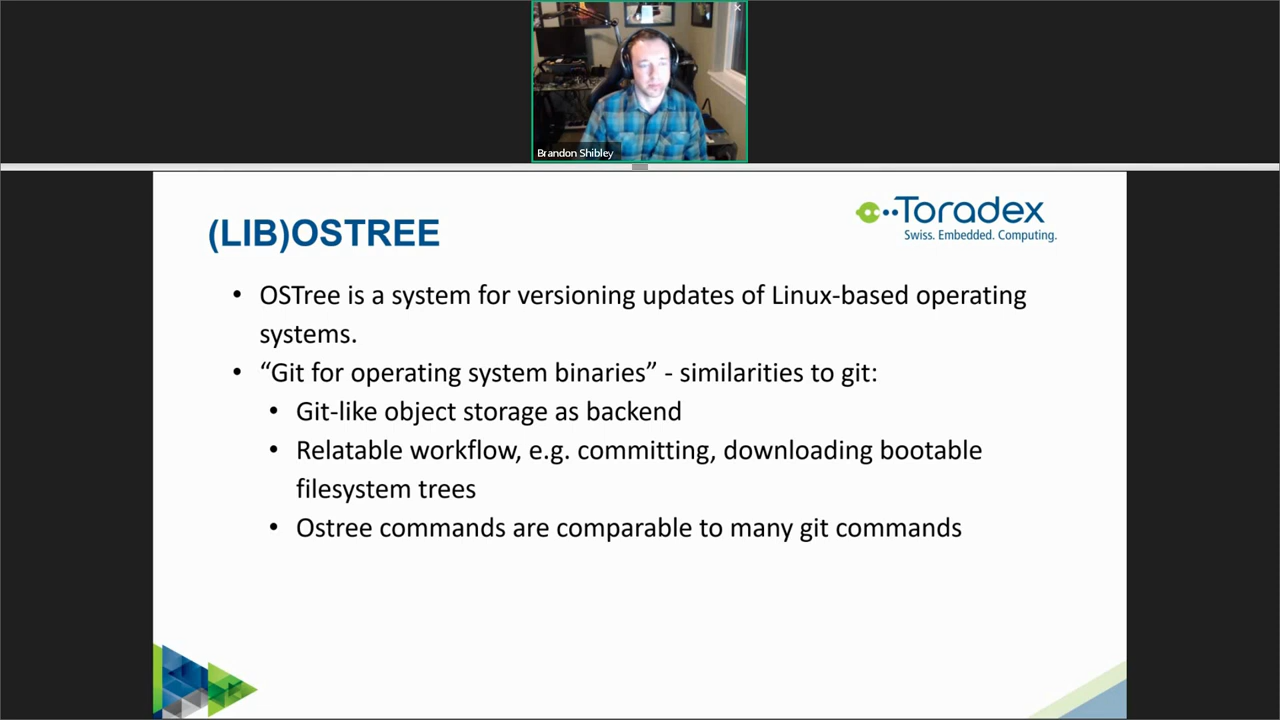 Brandon Shibley
(LIB)OSTREE
Toradex
Swiss. Embedded. Computing.
• OSTree is a system for versioning updates of Linux-based operating
systems.
• “Git for operating system binaries” - similarities to git:
• Git-like object storage as backend
• Relatable workflow, e.g. committing, downloading bootable
filesystem trees
• Ostree commands are comparable to many git commands